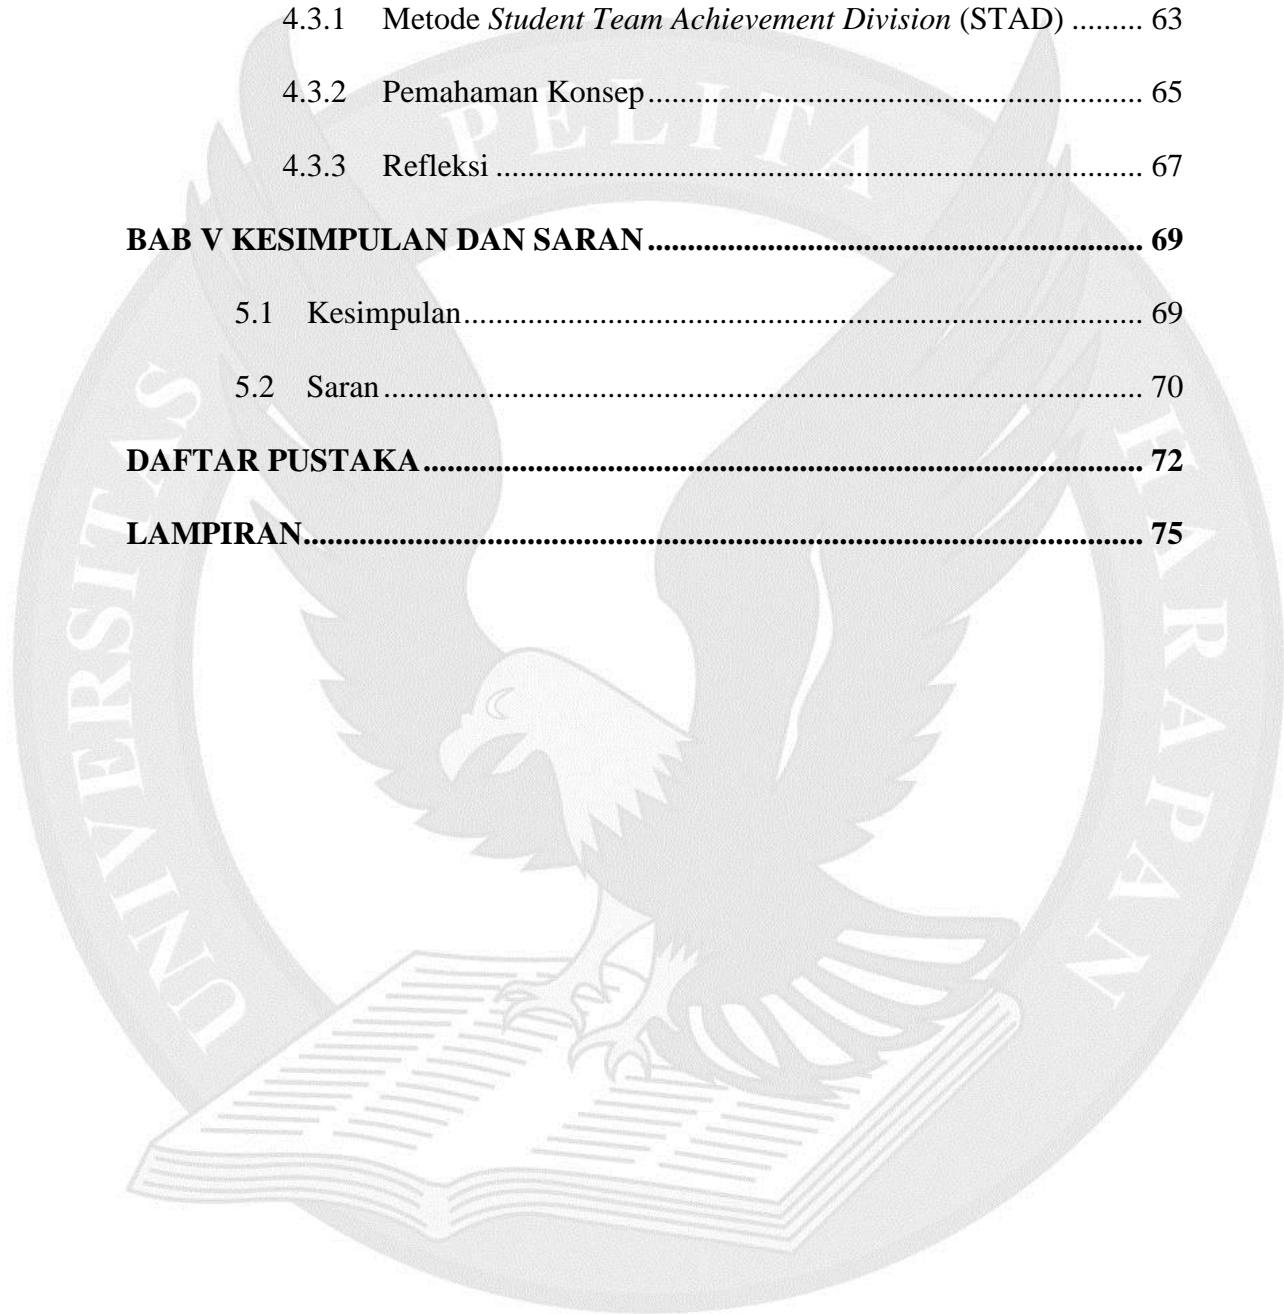 4.3.1 Metode Student Team Achievement Division (STAD) ......... 63
4.3.2 Pemahaman Konsep.............................................................. 65
4.3.3 Refleksi ................................................................................. 67
BAB V KESIMPULAN DAN SARAN.............................................................. 69
5.1 Kesimpulan..................................................................................... 69
5.2 Saran ............................................................................................... 70
DAFTAR PUSTAKA.......................................................................................... 72
LAMPIRAN......................................................................................................... 75
UNIVERSITAS PELITA HARAPAN